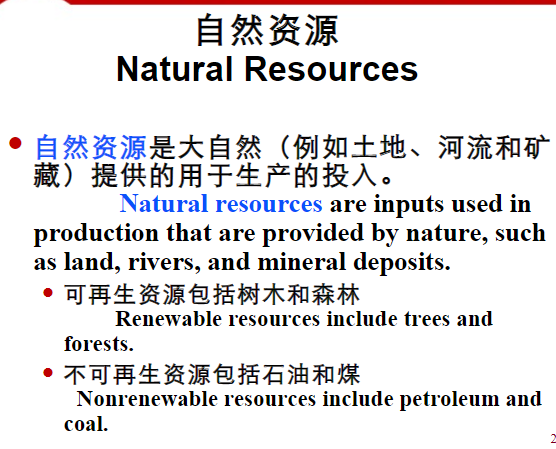 自然资源
Natural Resources
自然资源是大自然（例如土地、河流和矿
藏）提供的用于生产的投入。
Natural resources are inputs used in
production that are provided by nature, such
as land, rivers, and mineral deposits.
可再生资源包括树木和森林
Renewable resources include trees and
forests.
不可再生资源包括石油和煤
Nonrenewable resources include petroleum and
coal.
2